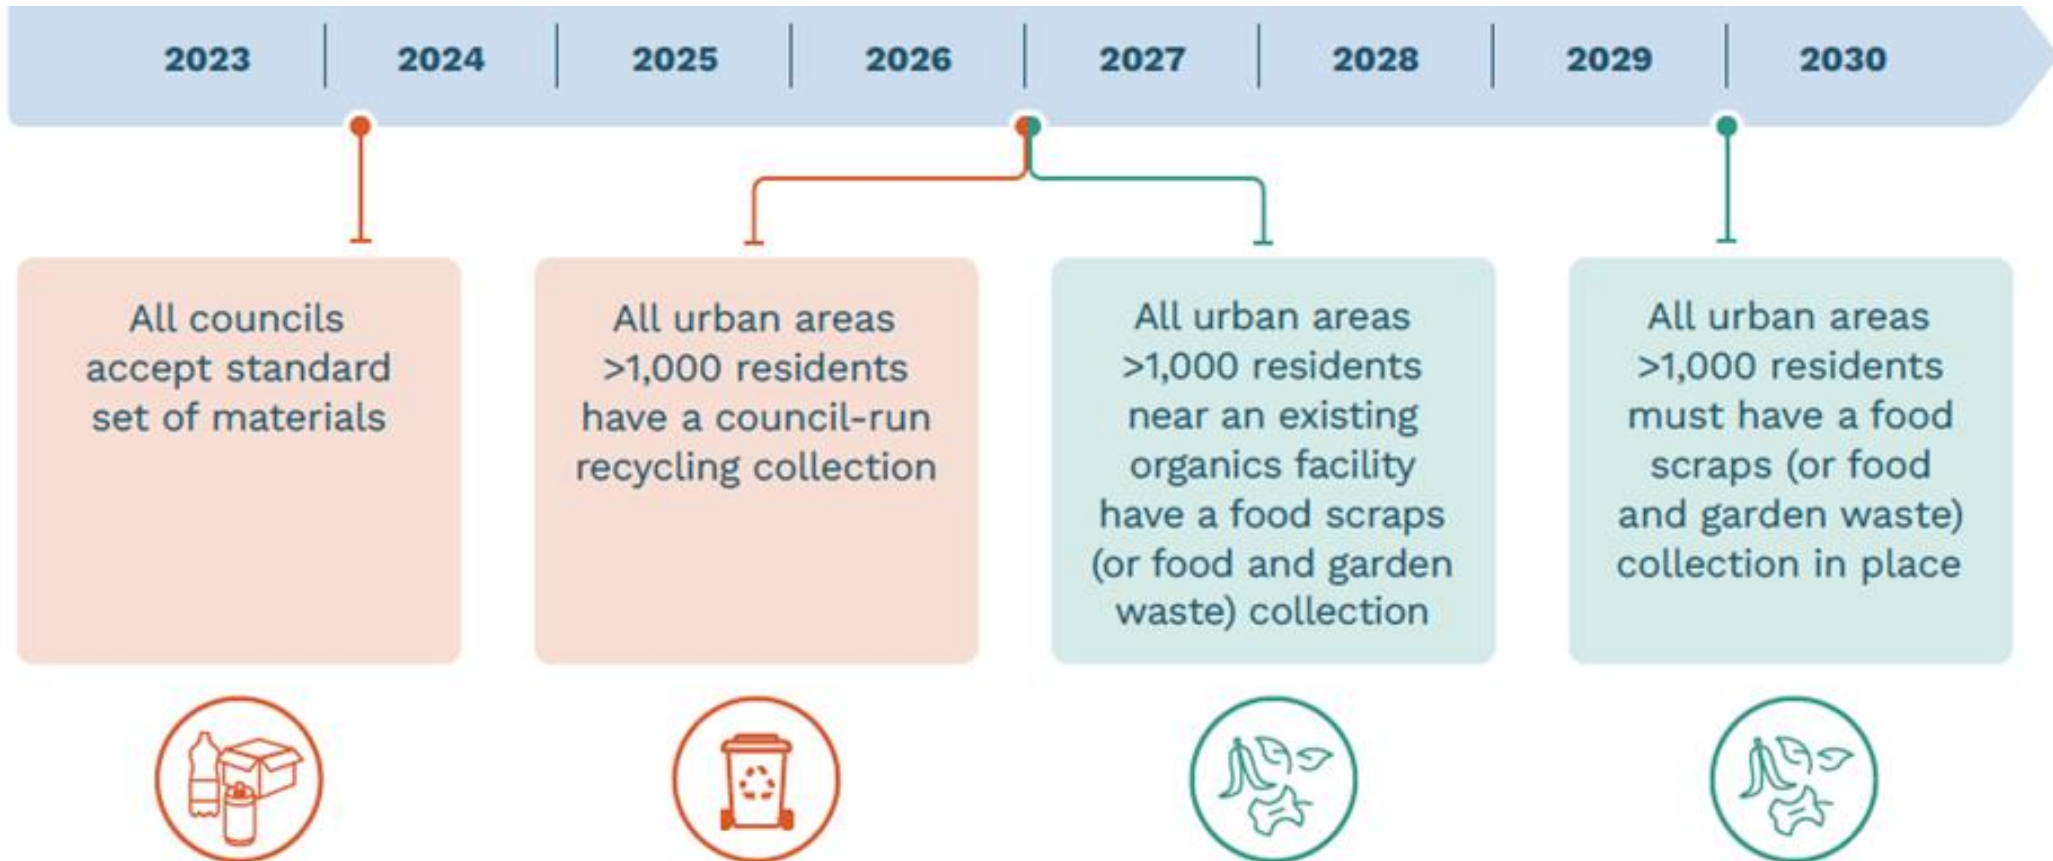 2023 2024 2025 2026 2027 2028 2029 2030
All councils
accept standard
set of materials
All urban areas
>1,000 residents
have a council-run
recycling collection
All urban areas
>1,000 residents
near an existing
organics facility
have a food scraps
(or food and garden
waste) collection
All urban areas
>1,000 residents
must have a food
scraps (or food
and garden waste)
collection in place